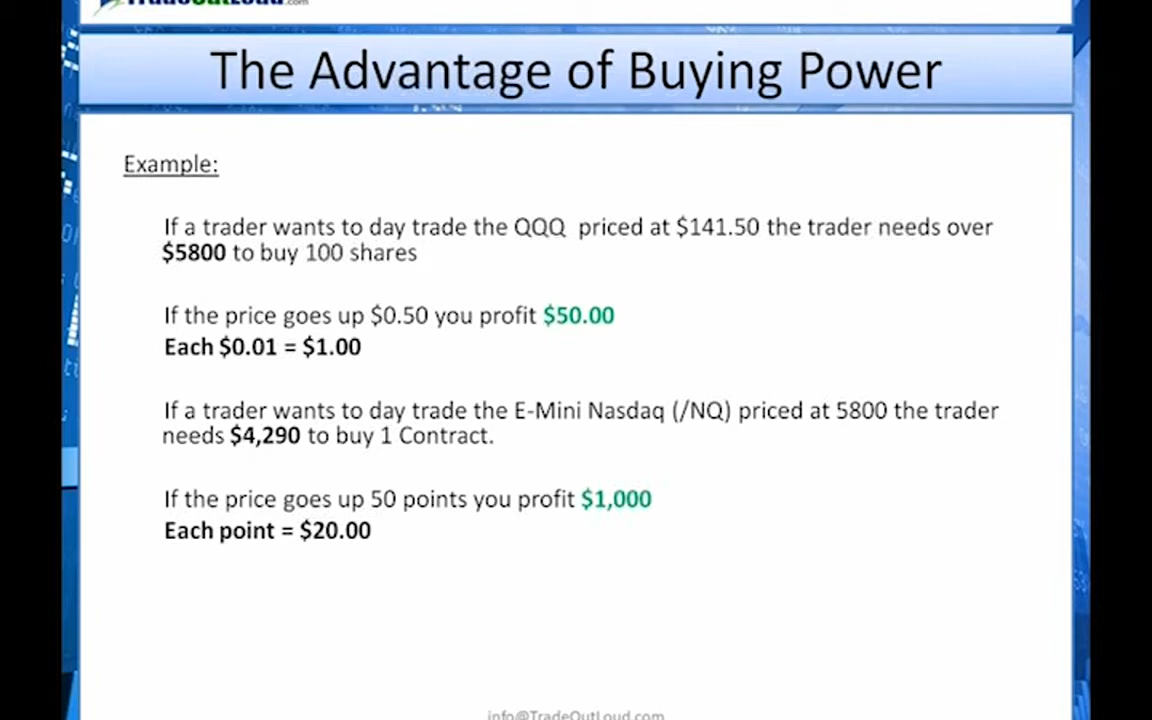 TradeOutLoud.com
The Advantage of Buying Power
Example:
If a trader wants to day trade the QQQ priced at $141.50 the trader needs over
$5800 to buy 100 shares
If the price goes up $0.50 you profit $50.00
Each $0.01 = $1.00
If a trader wants to day trade the E-Mini Nasdaq (/NQ) priced at 5800 the trader
needs $4,290 to buy 1 Contract.
If the price goes up 50 points you profit $1,000
Each point = $20.00
info@TradeOutLoud.com